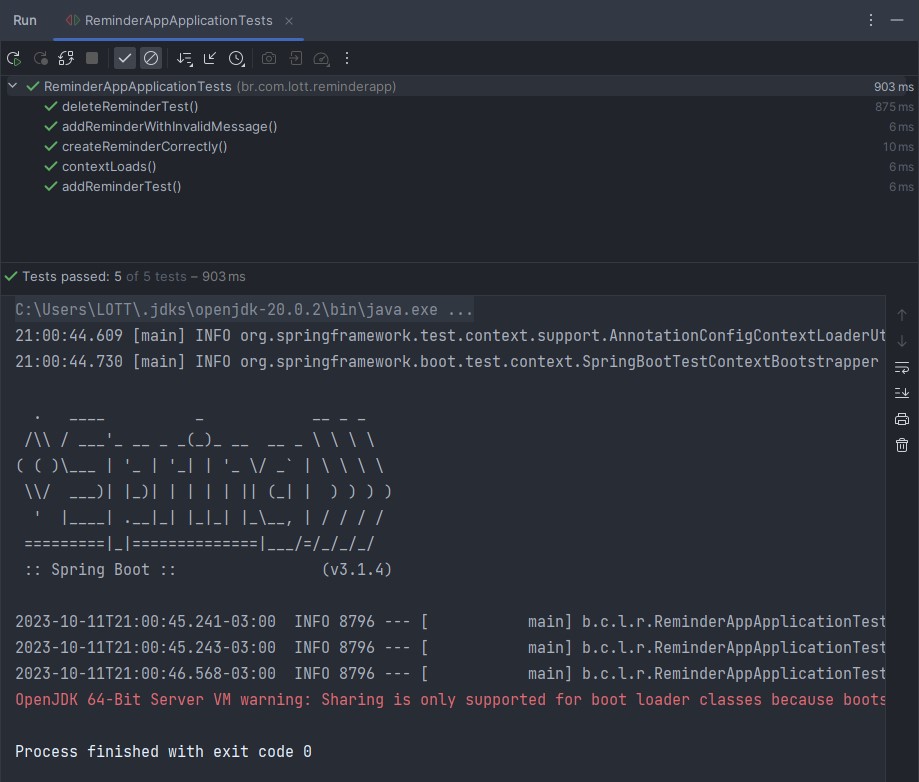 Run ReminderAppApplicationTests
ReminderAppApplicationTests (br.com.lott.reminderapp) 903 ms
deleteReminderTest() 875 ms
addReminderWithInvalidMessage() 6 ms
createReminderCorrectly() 10 ms
contextLoads() 6 ms
addReminderTest() 6 ms
Tests passed: 5 of 5 tests – 903 ms
C:\Users\LOTT\.jdks\openjdk-20.0.2\bin\java.exe ...
21:00:44.609 [main] INFO org.springframework.test.context.support.AnnotationConfigContextLoaderUt
21:00:44.730 [main] INFO org.springframework.boot.test.context.SpringBootTestContextBootstrapper
  .   ____          _            __ _ _
 /\\ / ___'_ __ _ _(_)_ __  __ _ \ \ \ \
( ( )\___ | '_ | '_| | '_ \/ _` | \ \ \ \
 \\/  ___)| |_)| | | | | || (_| |  ) ) ) )
  '  |____| .__|_| |_|_| |_\__, | / / / /
 =========|_|==============|___/=/_/_/_/
 :: Spring Boot ::                (v3.1.4)
2023-10-11T21:00:45.241-03:00  INFO 8796 --- [           main] b.c.l.r.ReminderAppApplicationTest
2023-10-11T21:00:45.243-03:00  INFO 8796 --- [           main] b.c.l.r.ReminderAppApplicationTest
2023-10-11T21:00:46.568-03:00  INFO 8796 --- [           main] b.c.l.r.ReminderAppApplicationTest
OpenJDK 64-Bit Server VM warning: Sharing is only supported for boot loader classes because boots
Process finished with exit code 0